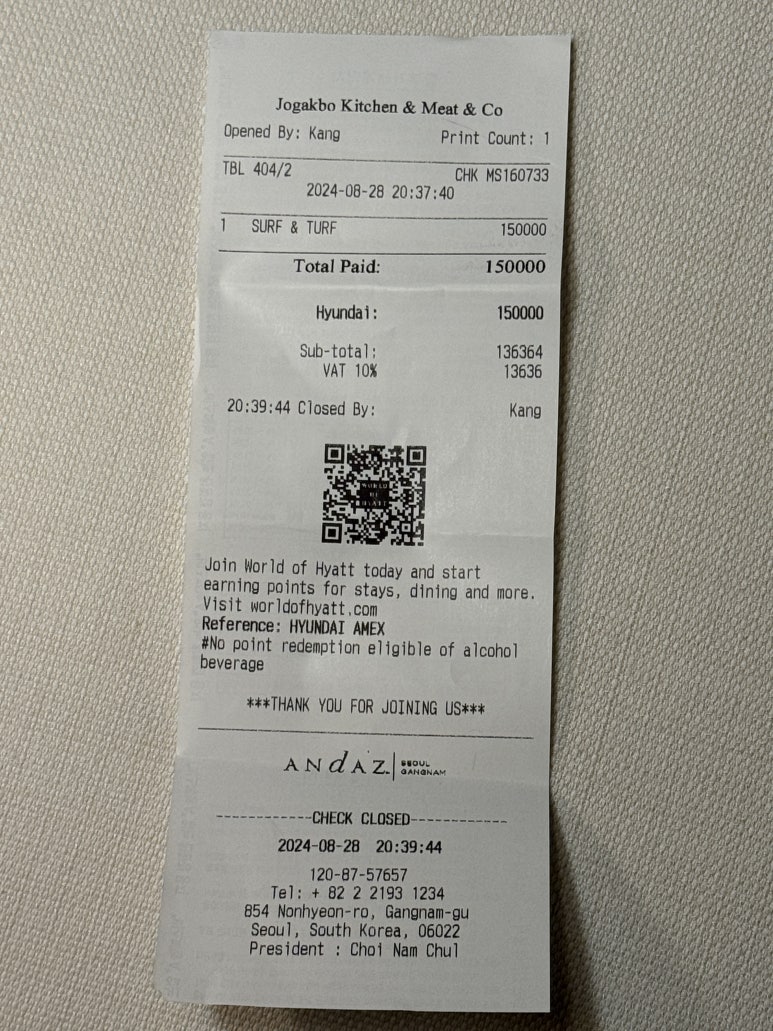 Jogakbo Kitchen & Meat & Co
Opened By: Kang Print Count: 1
TBL 404/2 CHK MS160733
2024-08-28 20:37:40
1 SURF & TURF 150000
Total Paid: 150000
Hyundai: 150000
Sub-total: 136364
VAT 10% 13636
20:39:44 Closed By: Kang
WORLD
OF
HYATT
Join World of Hyatt today and start
earning points for stays, dining and more.
Visit worldofhyatt.com
Reference: HYUNDAI AMEX
#No point redemption eligible of alcohol
beverage
***THANK YOU FOR JOINING US***
ANdAZ. SEOUL
GANGNAM
------------CHECK CLOSED------------
2024-08-28 20:39:44
120-87-57657
Tel: + 82 2 2193 1234
854 Nonhyeon-ro, Gangnam-gu
Seoul, South Korea, 06022
President : Choi Nam Chul